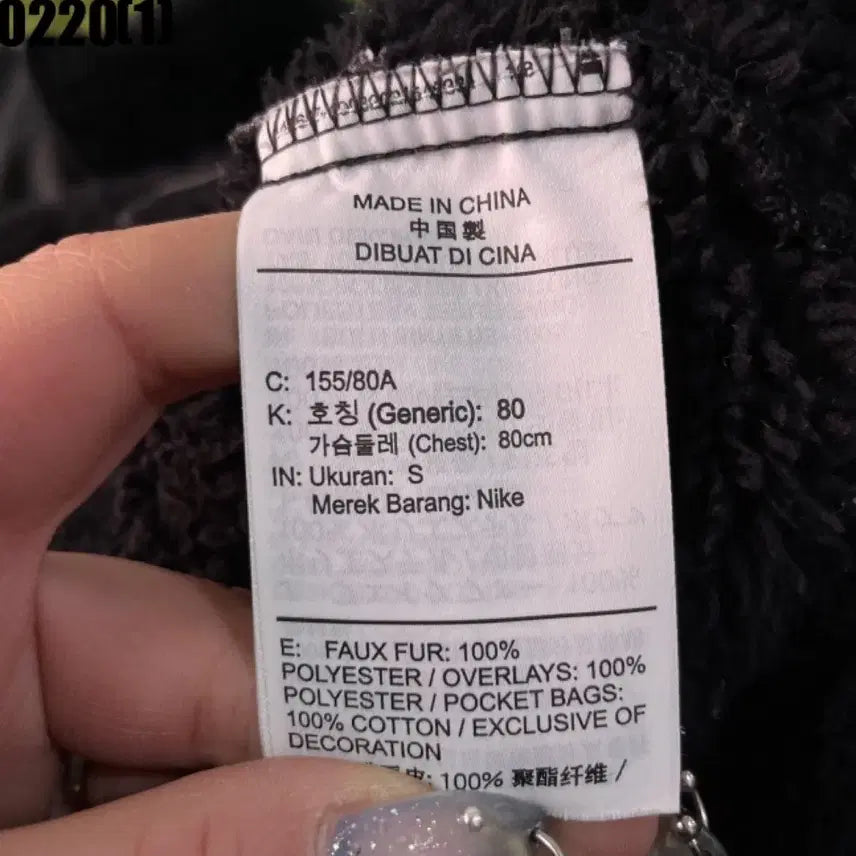 0220(1)
MADE IN CHINA
中国製
DIBUAT DI CINA
C: 155/80A
K: 호칭 (Generic): 80
가슴둘레 (Chest): 80cm
IN: Ukuran: S
Merek Barang: Nike
E: FAUX FUR: 100%
POLYESTER / OVERLAYS: 100%
POLYESTER / POCKET BAGS:
100% COTTON / EXCLUSIVE OF
DECORATION
100% 聚酯纤维 /